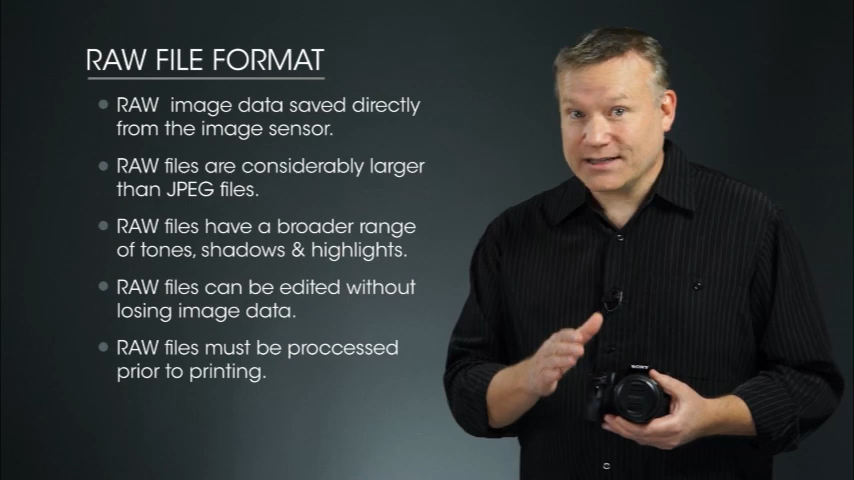 RAW FILE FORMAT
RAW image data saved directly
from the image sensor.
RAW files are considerably larger
than JPEG files.
RAW files have a broader range
of tones, shadows & highlights.
RAW files can be edited without
losing image data.
RAW files must be proccessed
prior to printing.
SONY